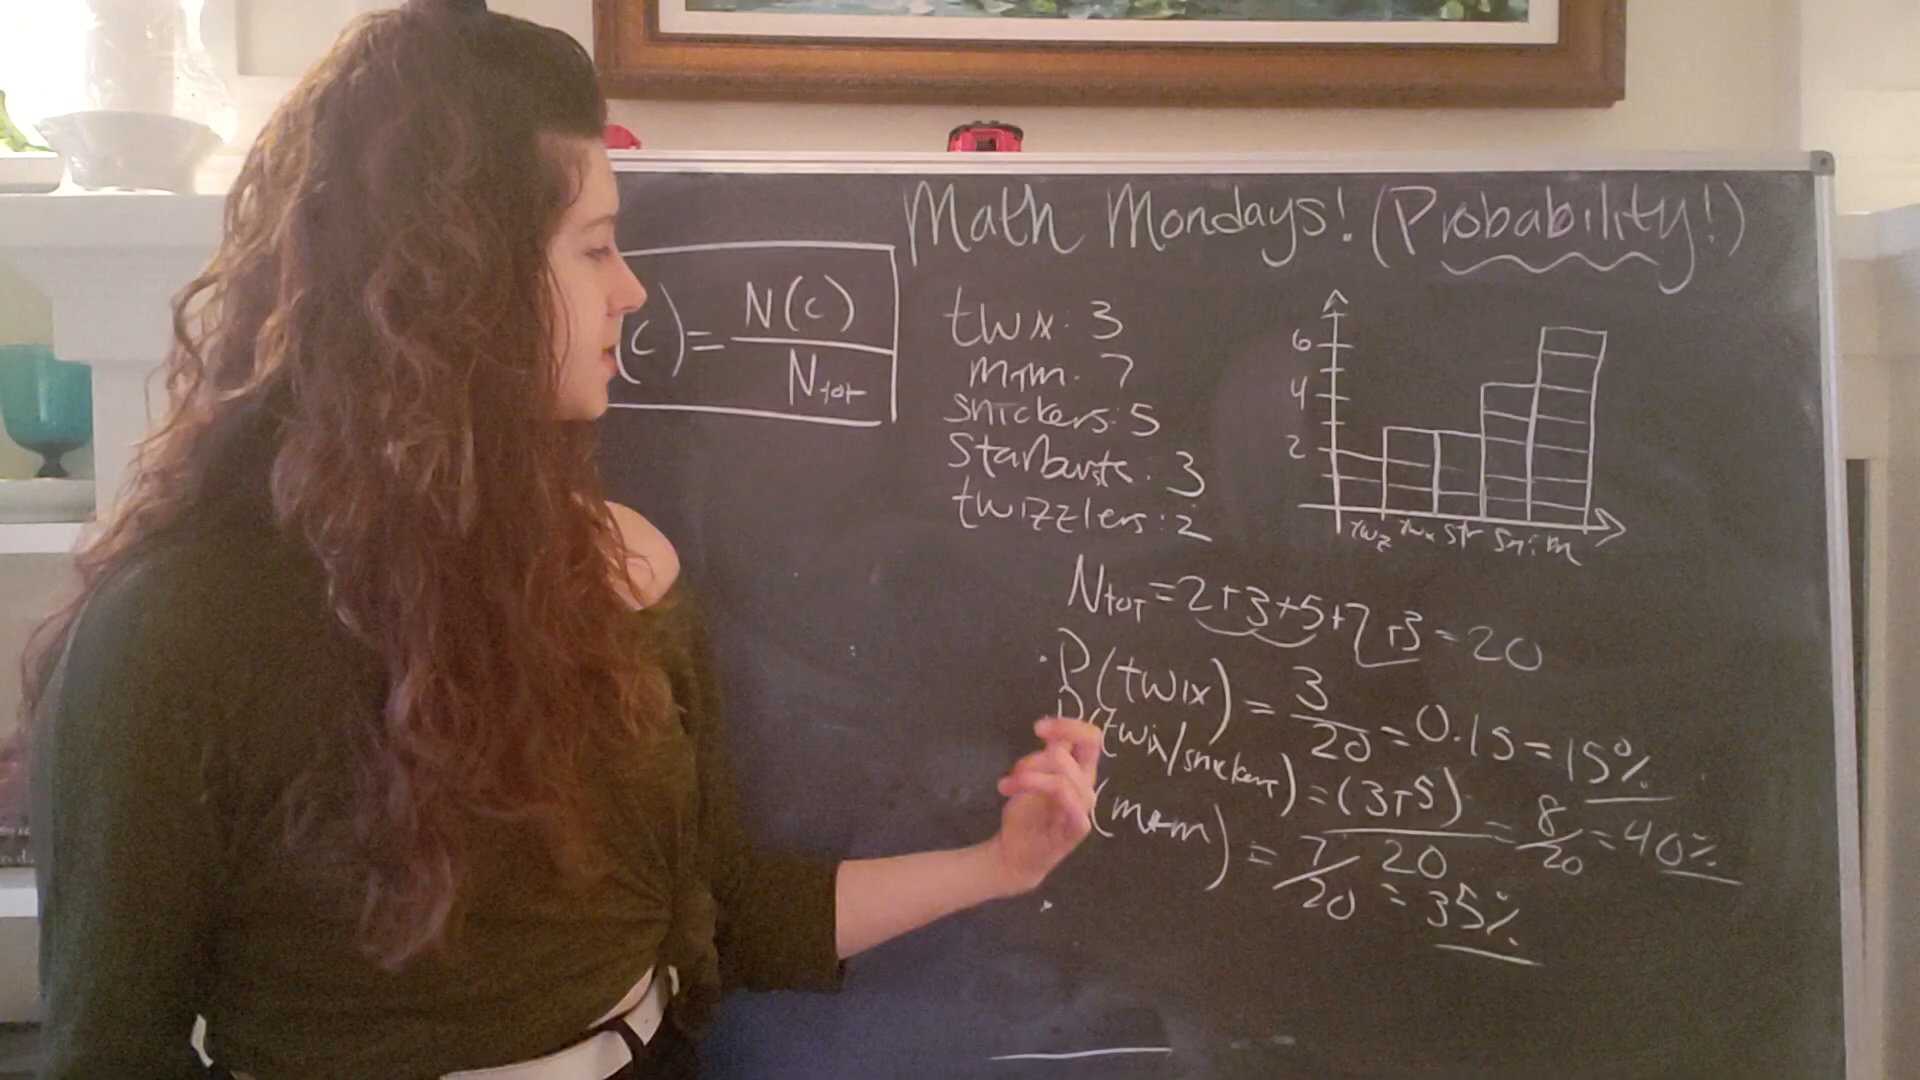 Math Mondays! (Probability!)
(c) = N(c) / Ntot
twx: 3
m+m: 7
snickers: 5
Starbursts: 3
twizzlers: 2
6
4
2
twz twx str sni m
Ntot = 2+3+5+7+3 = 20
P(twix) = 3/20 = 0.15 = 15%
P(twix/snickers) = (3+5)/20 = 8/20 = 40%
(m+m) = 7/20 = 35%